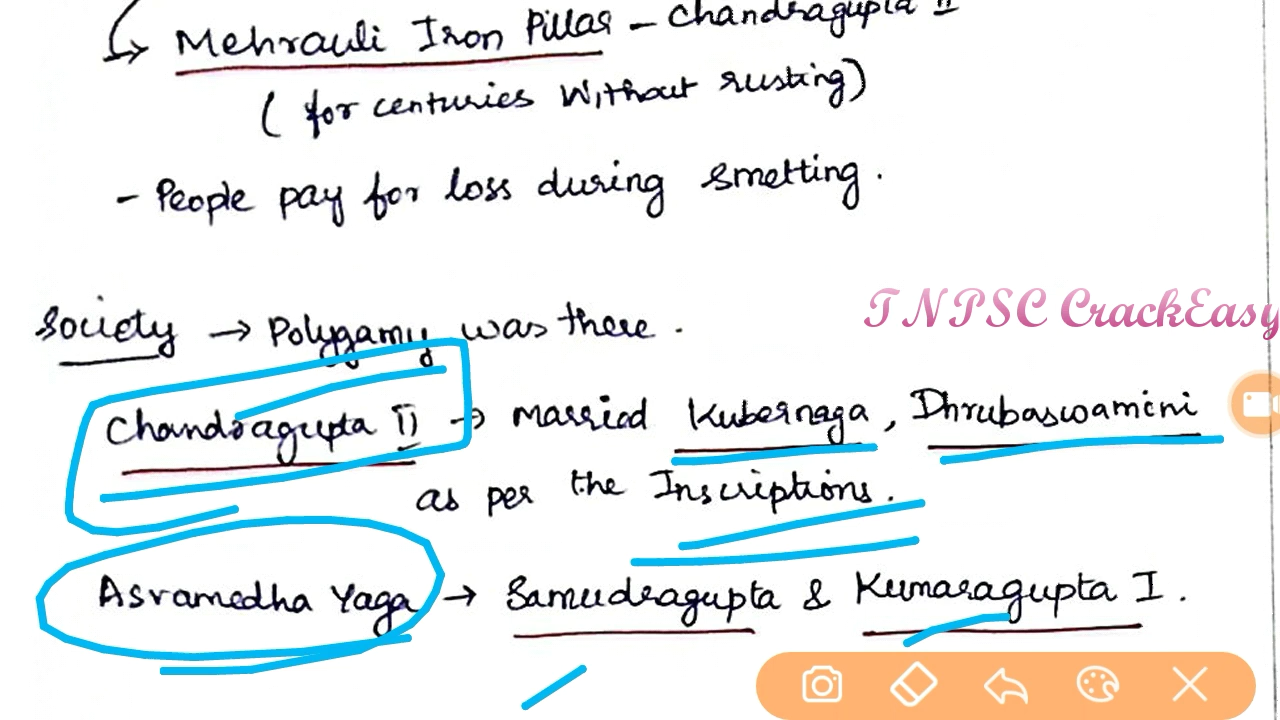 Mehrauli Iron Pillar - Chandragupta II
( for centuries without rusting)
- People pay for loss during smelting.
TNPSC CrackEasy
Society → Polygamy was there.
Chandragupta II → married Kubernaga, Dhrubaswamini
as per the Inscriptions.
Asvamedha Yaga → Samudragupta & Kumaragupta I.